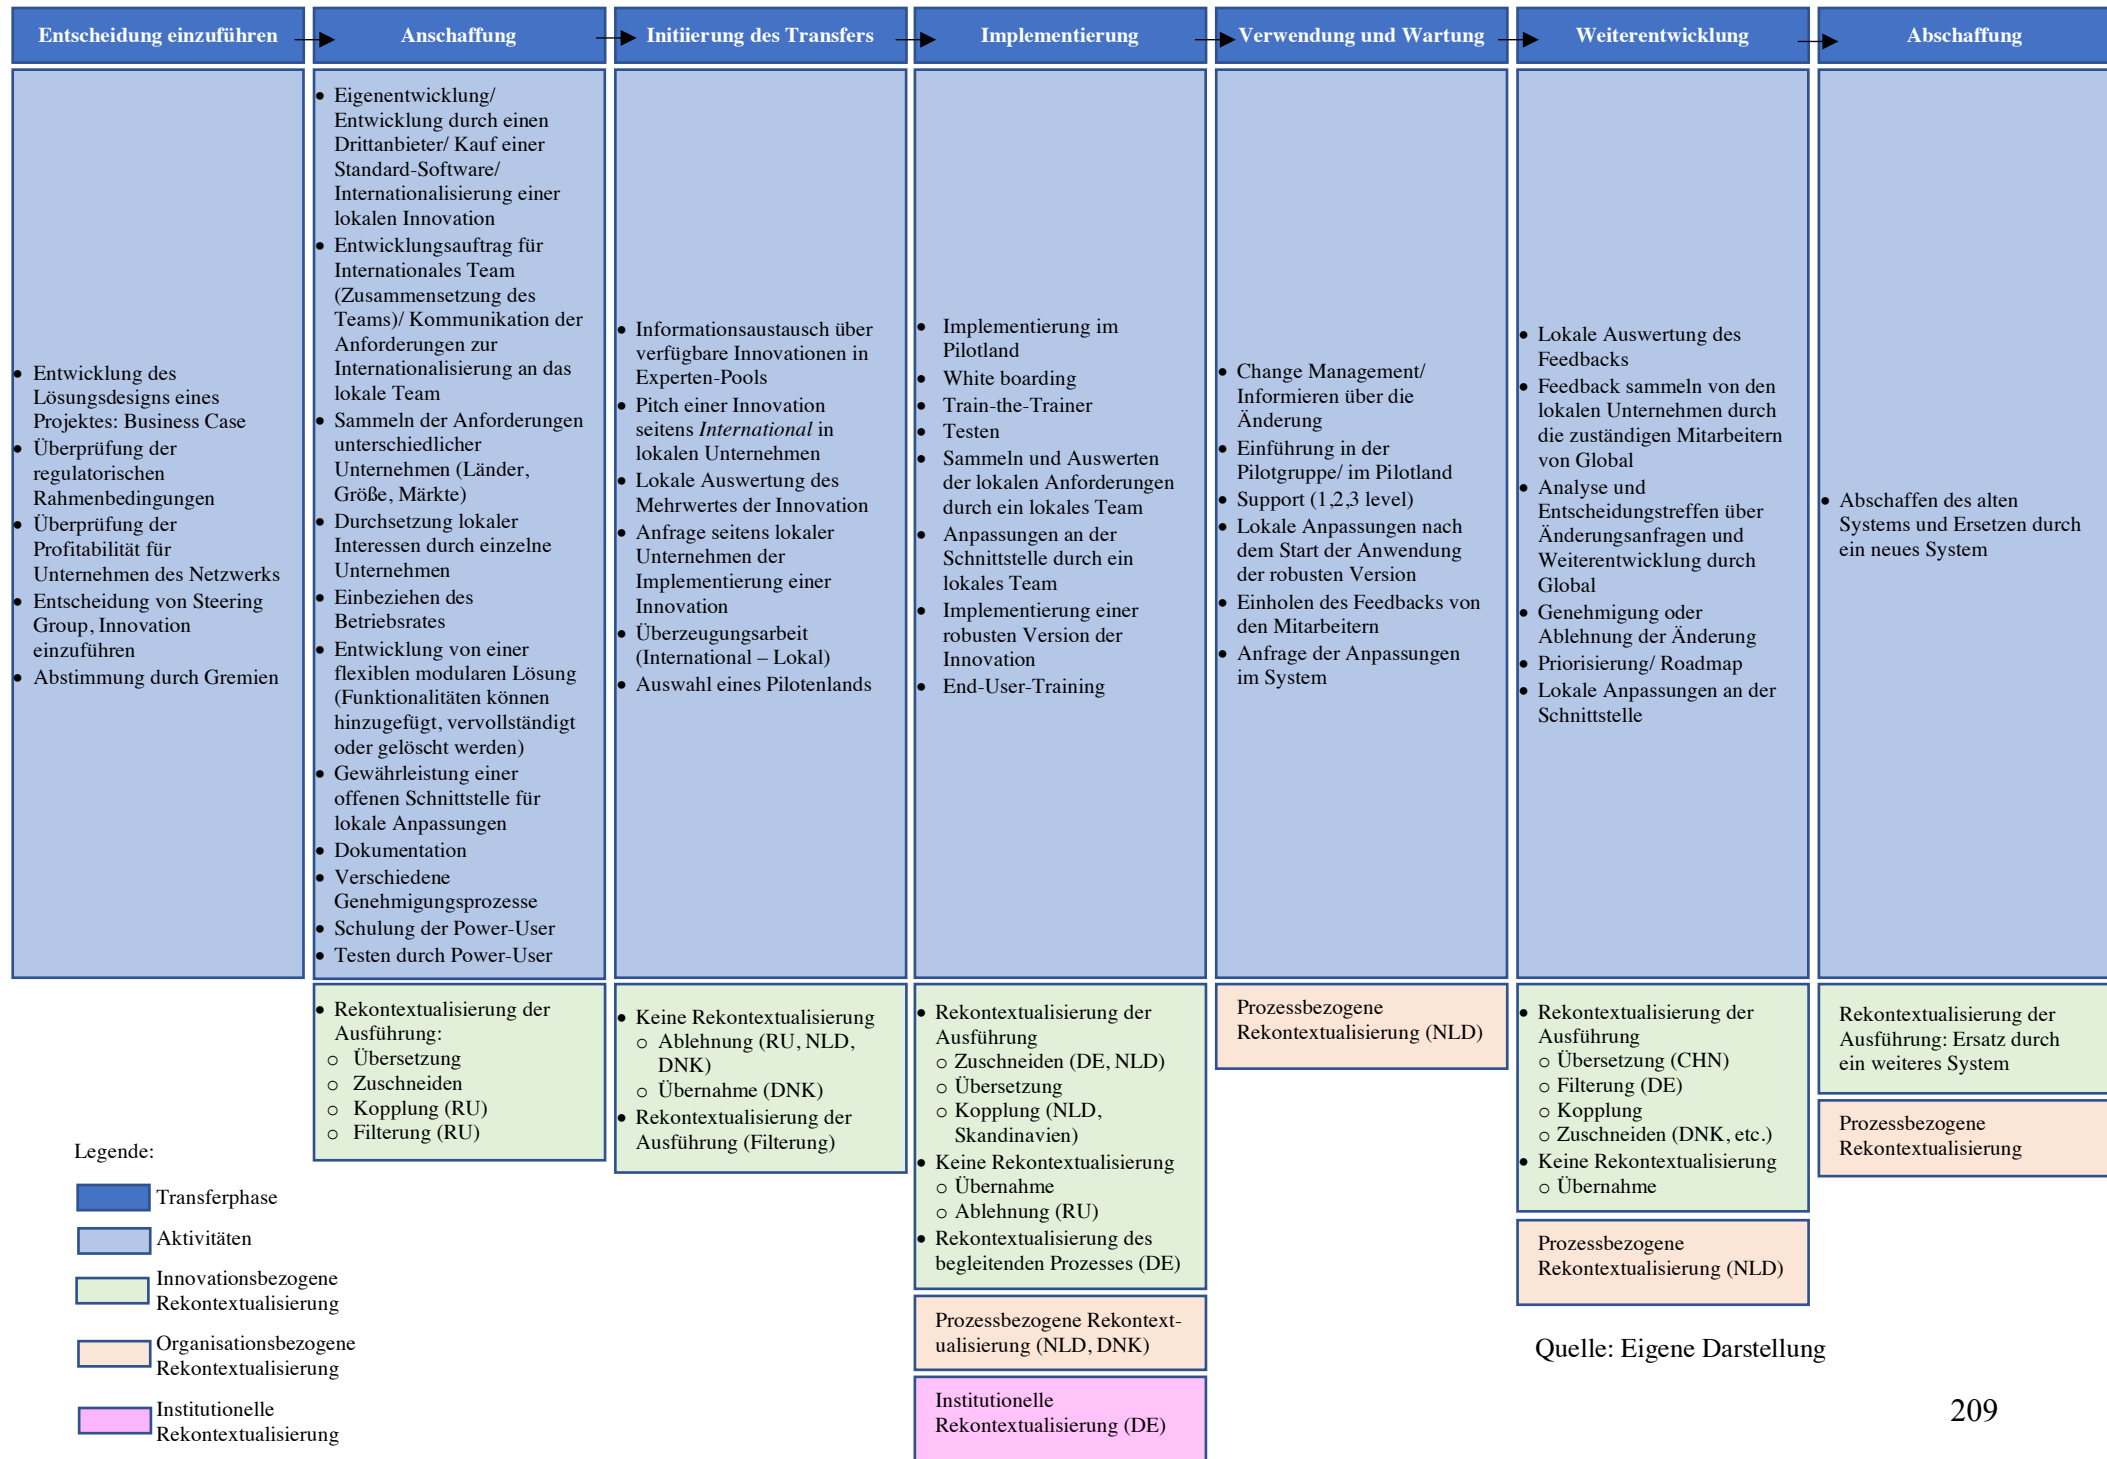 Entscheidung einzuführen
Anschaffung
Initiierung des Transfers
Implementierung
Verwendung und Wartung
Weiterentwicklung
Abschaffung
• Entwicklung des
Lösungsdesigns eines
Projektes: Business Case
• Überprüfung der
regulatorischen
Rahmenbedingungen
• Überprüfung der
Profitabilität für
Unternehmen des Netzwerks
• Entscheidung von Steering
Group, Innovation
einzuführen
• Abstimmung durch Gremien
• Eigenentwicklung/
Entwicklung durch einen
Drittanbieter/ Kauf einer
Standard-Software/
Internationalisierung einer
lokalen Innovation
• Entwicklungsauftrag für
Internationales Team
(Zusammensetzung des
Teams)/ Kommunikation der
Anforderungen zur
Internationalisierung an das
lokale Team
• Sammeln der Anforderungen
unterschiedlicher
Unternehmen (Länder,
Größe, Märkte)
• Durchsetzung lokaler
Interessen durch einzelne
Unternehmen
• Einbeziehen des
Betriebsrates
• Entwicklung von einer
flexiblen modularen Lösung
(Funktionalitäten können
hinzugefügt, vervollständigt
oder gelöscht werden)
• Gewährleistung einer
offenen Schnittstelle für
lokale Anpassungen
• Dokumentation
• Verschiedene
Genehmigungsprozesse
• Schulung der Power-User
• Testen durch Power-User
• Informationsaustausch über
verfügbare Innovationen in
Experten-Pools
• Pitch einer Innovation
seitens International in
lokalen Unternehmen
• Lokale Auswertung des
Mehrwertes der Innovation
• Anfrage seitens lokaler
Unternehmen der
Implementierung einer
Innovation
• Überzeugungsarbeit
(International – Lokal)
• Auswahl eines Pilotenlands
• Implementierung im
Pilotland
• White boarding
• Train-the-Trainer
• Testen
• Sammeln und Auswerten
der lokalen Anforderungen
durch ein lokales Team
• Anpassungen an der
Schnittstelle durch ein
lokales Team
• Implementierung einer
robusten Version der
Innovation
• End-User-Training
• Change Management/
Informieren über die
Änderung
• Einführung in der
Pilotgruppe/ im Pilotland
• Support (1,2,3 level)
• Lokale Anpassungen nach
dem Start der Anwendung
der robusten Version
• Einholen des Feedbacks von
den Mitarbeitern
• Anfrage der Anpassungen
im System
• Lokale Auswertung des
Feedbacks
• Feedback sammeln von den
lokalen Unternehmen durch
die zuständigen Mitarbeitern
von Global
• Analyse und
Entscheidungstreffen über
Änderungsanfragen und
Weiterentwicklung durch
Global
• Genehmigung oder
Ablehnung der Änderung
• Priorisierung/ Roadmap
• Lokale Anpassungen an der
Schnittstelle
• Abschaffen des alten
Systems und Ersetzen durch
ein neues System
• Rekontextualisierung der
Ausführung:
o Übersetzung
o Zuschneiden
o Kopplung (RU)
o Filterung (RU)
• Keine Rekontextualisierung
o Ablehnung (RU, NLD,
DNK)
o Übernahme (DNK)
• Rekontextualisierung der
Ausführung (Filterung)
• Rekontextualisierung der
Ausführung
o Zuschneiden (DE, NLD)
o Übersetzung
o Kopplung (NLD,
Skandinavien)
• Keine Rekontextualisierung
o Übernahme
o Ablehnung (RU)
• Rekontextualisierung des
begleitenden Prozesses (DE)
Prozessbezogene Rekontext-
ualisierung (NLD, DNK)
Institutionelle
Rekontextualisierung (DE)
Prozessbezogene
Rekontextualisierung (NLD)
• Rekontextualisierung der
Ausführung
o Übersetzung (CHN)
o Filterung (DE)
o Kopplung
o Zuschneiden (DNK, etc.)
• Keine Rekontextualisierung
o Übernahme
Prozessbezogene
Rekontextualisierung (NLD)
Rekontextualisierung der
Ausführung: Ersatz durch
ein weiteres System
Prozessbezogene
Rekontextualisierung
Legende:
Transferphase
Aktivitäten
Innovationsbezogene
Rekontextualisierung
Organisationsbezogene
Rekontextualisierung
Institutionelle
Rekontextualisierung
Quelle: Eigene Darstellung
209